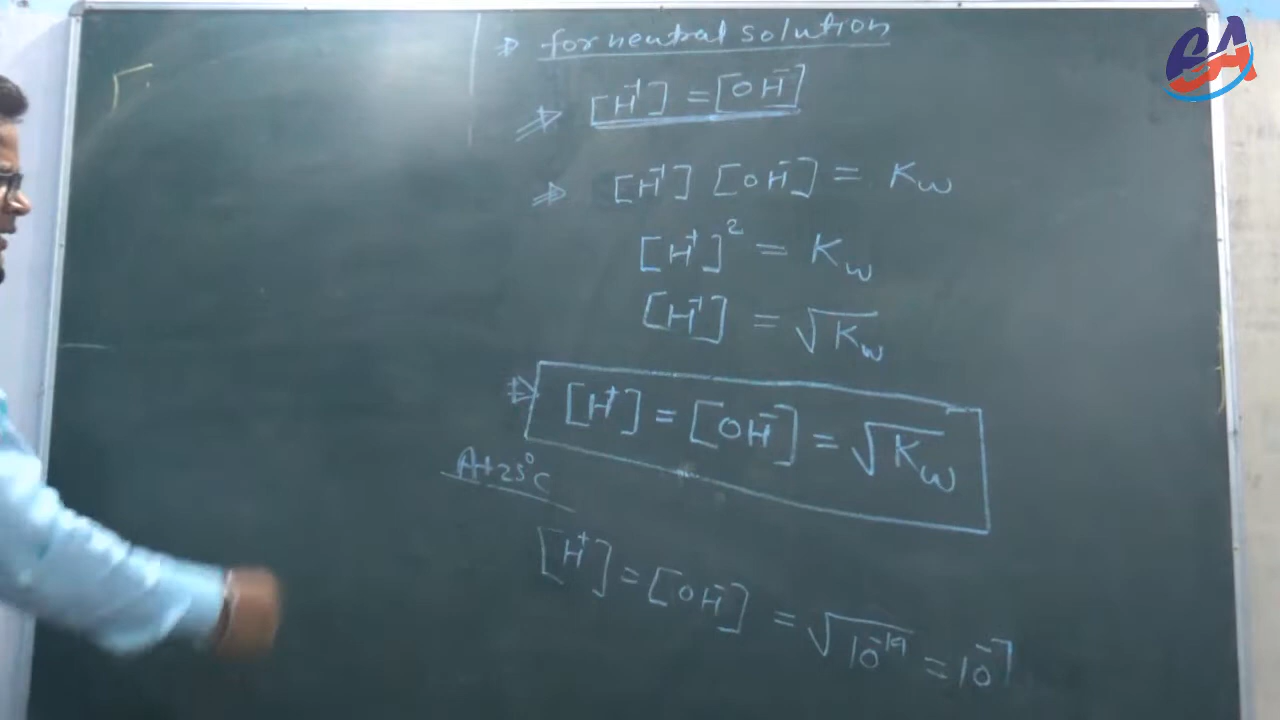 ⇒ for neutral solution
⇒ [H⁺] = [OH⁻]
⇒ [H⁺] [OH⁻] = Kw
[H⁺]² = Kw
[H⁺] = √Kw
⇒ [H⁺] = [OH⁻] = √Kw
At 25°C
[H⁺] = [OH⁻] = √10⁻¹⁴ = 10⁻⁷